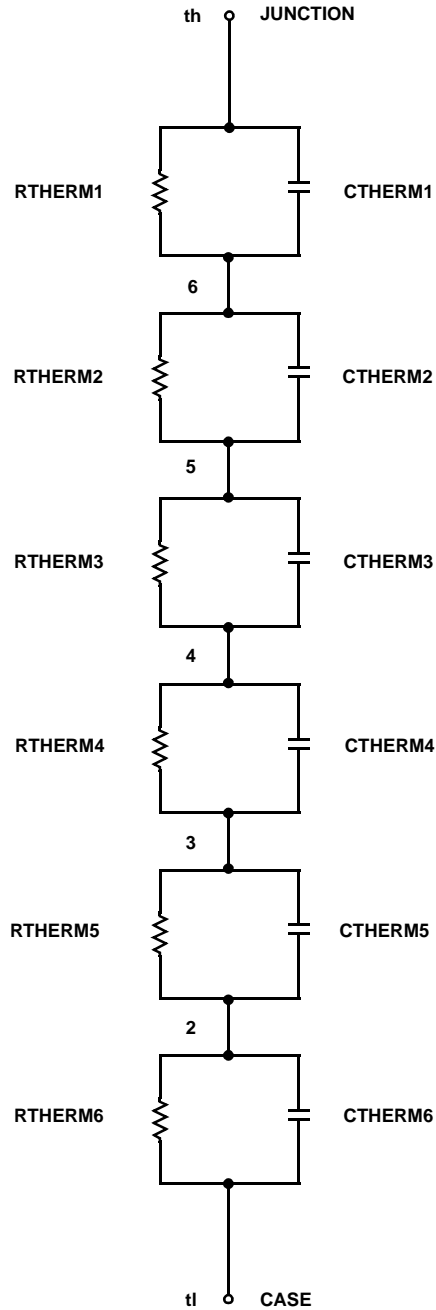 th JUNCTION
RTHERM1 CTHERM1
6
RTHERM2 CTHERM2
5
RTHERM3 CTHERM3
4
RTHERM4 CTHERM4
3
RTHERM5 CTHERM5
2
RTHERM6 CTHERM6
tl CASE